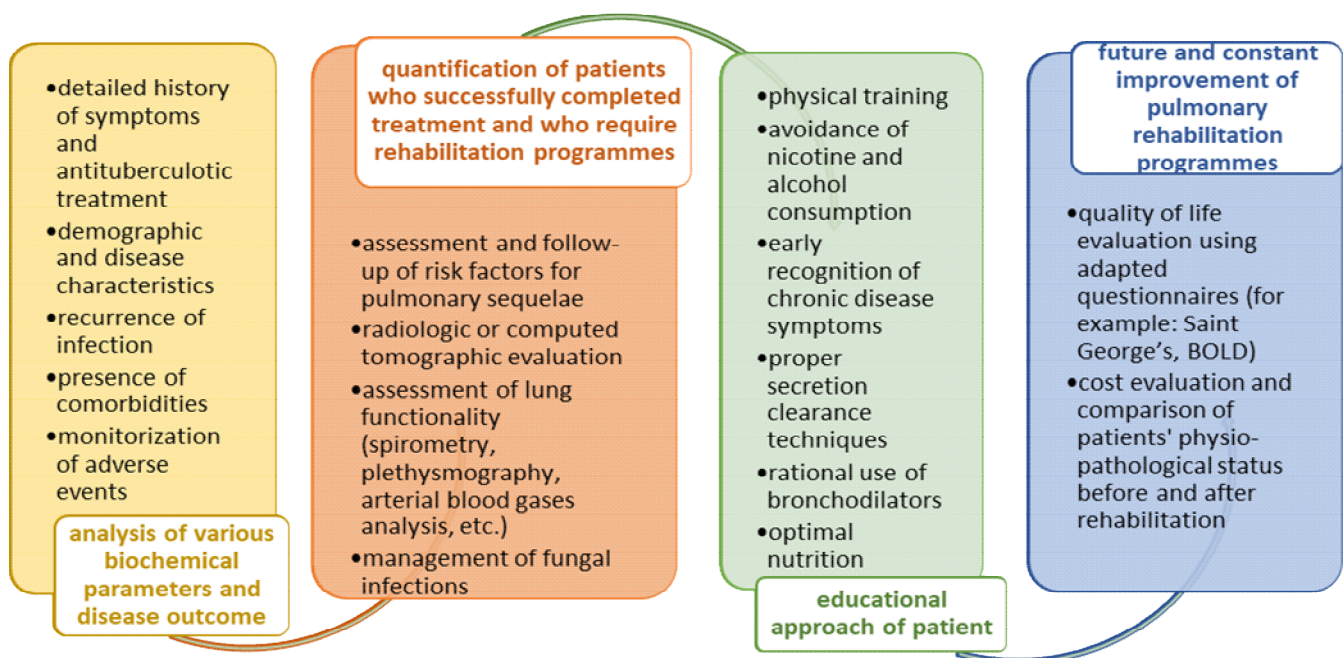 •detailed history
of symptoms
and
antituberculotic
treatment
•demographic
and disease
characteristics
•recurrence of
infection
•presence of
comorbidities
•monitorization
of adverse
events
analysis of various
biochemical
parameters and
disease outcome
quantification of patients
who successfully completed
treatment and who require
rehabilitation programmes
•assessment and follow-
up of risk factors for
pulmonary sequelae
•radiologic or computed
tomographic evaluation
•assessment of lung
functionality
(spirometry,
plethysmography,
arterial blood gases
analysis, etc.)
•management of fungal
infections
•physical training
•avoidance of
nicotine and
alcohol
consumption
•early
recognition of
chronic disease
symptoms
•proper
secretion
clearance
techniques
•rational use of
bronchodilators
•optimal
nutrition
educational
approach of patient
future and constant
improvement of
pulmonary
rehabilitation
programmes
•quality of life
evaluation using
adapted
questionnaires (for
example: Saint
George’s, BOLD)
•cost evaluation and
comparison of
patients' physio-
pathological status
before and after
rehabilitation